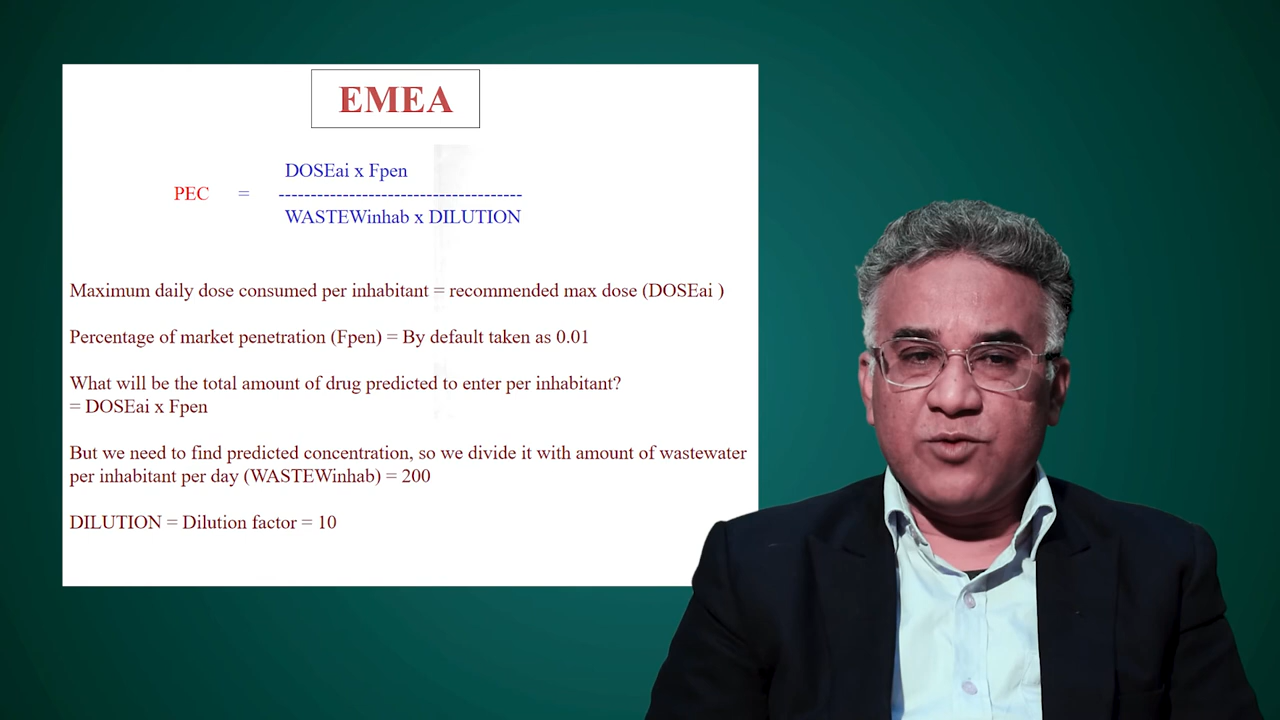 EMEA
DOSEai x Fpen
PEC = --------------------------------------
WASTEWinhab x DILUTION
Maximum daily dose consumed per inhabitant = recommended max dose (DOSEai )
Percentage of market penetration (Fpen) = By default taken as 0.01
What will be the total amount of drug predicted to enter per inhabitant?
= DOSEai x Fpen
But we need to find predicted concentration, so we divide it with amount of wastewater
per inhabitant per day (WASTEWinhab) = 200
DILUTION = Dilution factor = 10